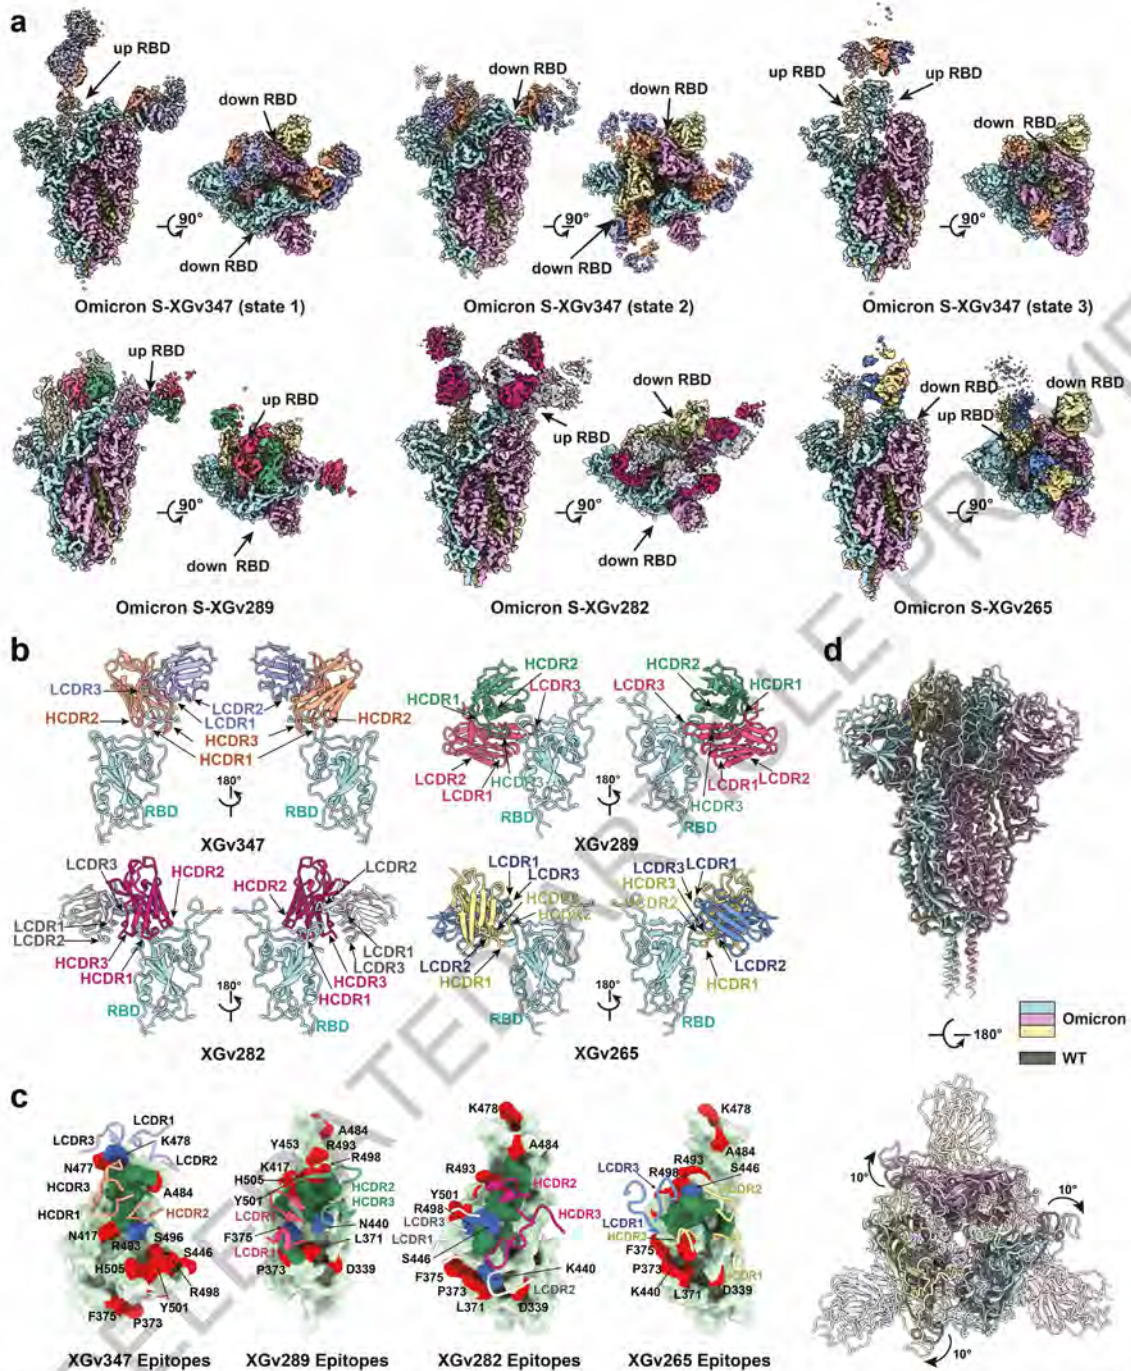 a
up RBD
down RBD
90°
down RBD
Omicron S-XGv347 (state 1)
down RBD
down RBD
90°
down RBD
Omicron S-XGv347 (state 2)
up RBD
up RBD
down RBD
90°
Omicron S-XGv347 (state 3)
up RBD
up RBD
90°
down RBD
Omicron S-XGv289
down RBD
up RBD
90°
down RBD
Omicron S-XGv282
down RBD
down RBD
up RBD
90°
Omicron S-XGv265
b
LCDR3
LCDR2
HCDR2
LCDR1
HCDR2
HCDR3
HCDR1
180°
RBD
RBD
XGv347
HCDR2
HCDR2
HCDR1
LCDR3
LCDR3
HCDR1
LCDR2
HCDR3
LCDR1
LCDR1
LCDR2
HCDR3
180°
RBD
RBD
XGv289
LCDR3
HCDR2
HCDR2
LCDR2
LCDR1
LCDR2
HCDR3
HCDR1
LCDR1
LCDR3
HCDR3
HCDR1
180°
RBD
RBD
XGv282
LCDR1
LCDR3
LCDR3
LCDR1
HCDR3
HCDR2
LCDR2
HCDR1
LCDR2
HCDR1
180°
RBD
RBD
XGv265
c
LCDR1
LCDR3
K478
LCDR2
N477
HCDR3
A484
HCDR1
HCDR2
N417
R493
S496
S446
H505
R498
Y501
F375
P373
XGv347 Epitopes
A484
Y453
R493
K417
R498
H505
HCDR2
Y501
HCDR3
LCDR1
N440
F375
L371
LCDR1
P373
D339
XGv289 Epitopes
K478
A484
R493
HCDR2
Y501
R498
LCDR3
HCDR3
LCDR1
S446
K440
F375
P373
LCDR2
L371
D339
XGv282 Epitopes
K478
A484
R493
S446
LCDR3
R498
LCDR2
LCDR1
HCDR3
F375
P373
HCDR1
K440
L371
D339
XGv265 Epitopes
d
Omicron
180°
WT
10°
10°
10°